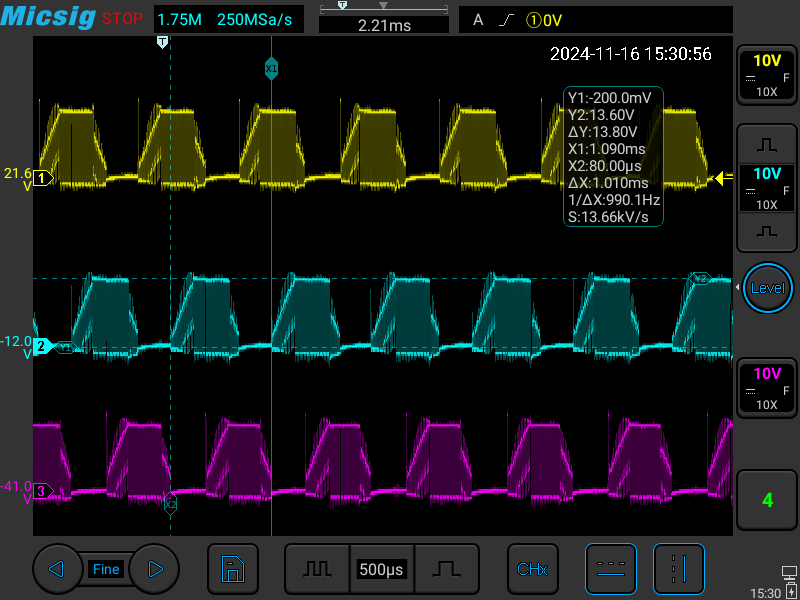 Micsig STOP 1.75M 250MSa/s 2.21ms A ①0V
T
T
2024-11-16 15:30:56
X1
Y1:-200.0mV
Y2:13.60V
ΔY:13.80V
X1:1.090ms
X2:80.00µs
ΔX:1.010ms
1/ΔX:990.1Hz
S:13.66kV/s
10V
F
10X
21.6
V
1
10V
F
10X
Y2
Level
-12.0
V
2
Y1
10V
F
10X
-41.0
V
3
X2
4
Fine
500µs
CHx
15:30